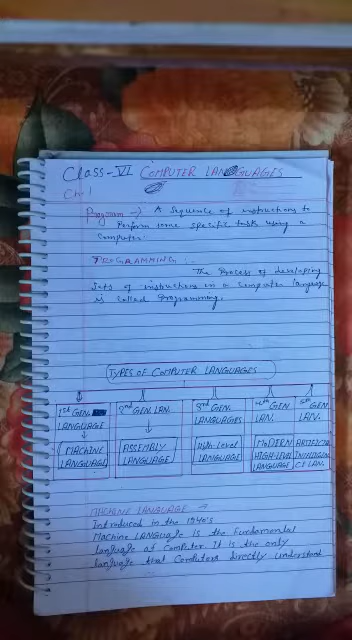 Class-VI COMPUTER LANGUAGES
Ch-1
Program → A sequence of instructions to
perform some specific task using a
computer.
PROGRAMMING :-
The Process of developing
Sets of instructions in a computer language
is called Programming.
TYPES OF COMPUTER LANGUAGES
1st GEN. LANGUAGE
2nd GEN. LAN.
3rd GEN. LANGUAGES
4th GEN LAN.
5th GEN. LAN.
MACHINE LANGUAGE
ASSEMBLY LANGUAGE
High-Level LANGUAGE
MODERN HIGH-LEVEL LANGUAGE
LAN.
MACHINE LANGUAGE →
Introduced in the 1940's
Machine LANGUAGE is the fundamental
language of Computer. It is the only
language that Computers directly understand